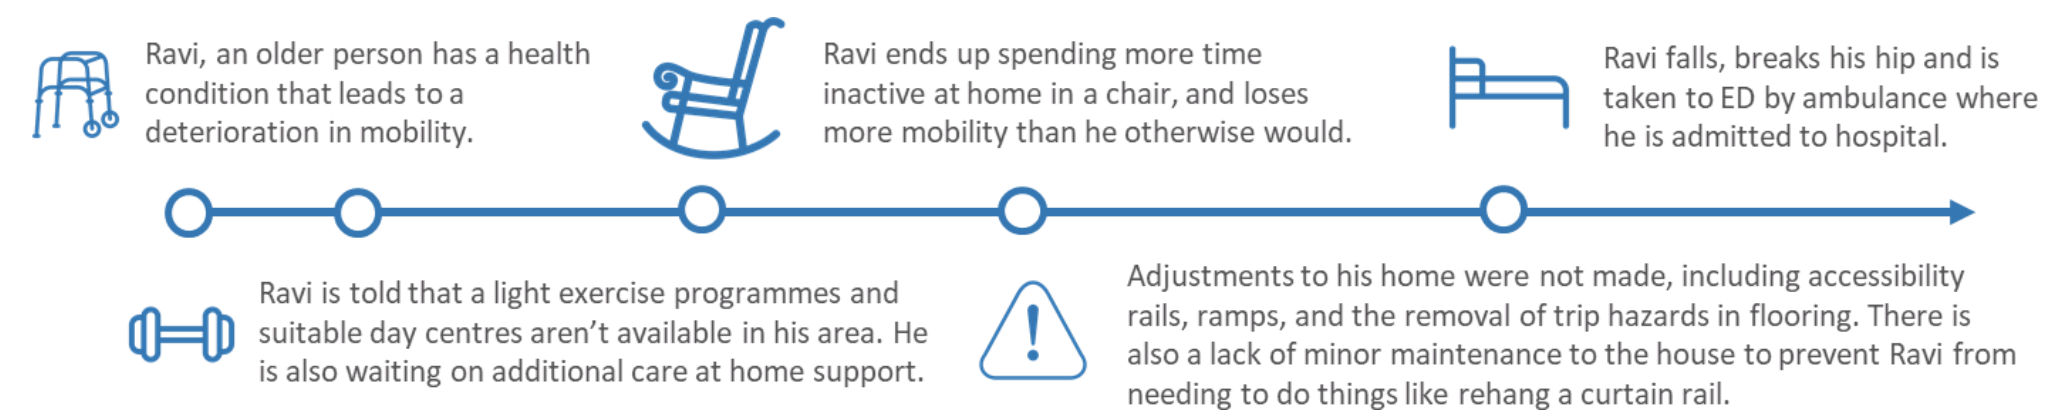 Ravi, an older person has a health
condition that leads to a
deterioration in mobility.
Ravi is told that a light exercise programmes and
suitable day centres aren't available in his area. He
is also waiting on additional care at home support.
Ravi ends up spending more time
inactive at home in a chair, and loses
more mobility than he otherwise would.
Adjustments to his home were not made, including accessibility
rails, ramps, and the removal of trip hazards in flooring. There is
also a lack of minor maintenance to the house to prevent Ravi from
needing to do things like rehang a curtain rail.
Ravi falls, breaks his hip and is
taken to ED by ambulance where
he is admitted to hospital.